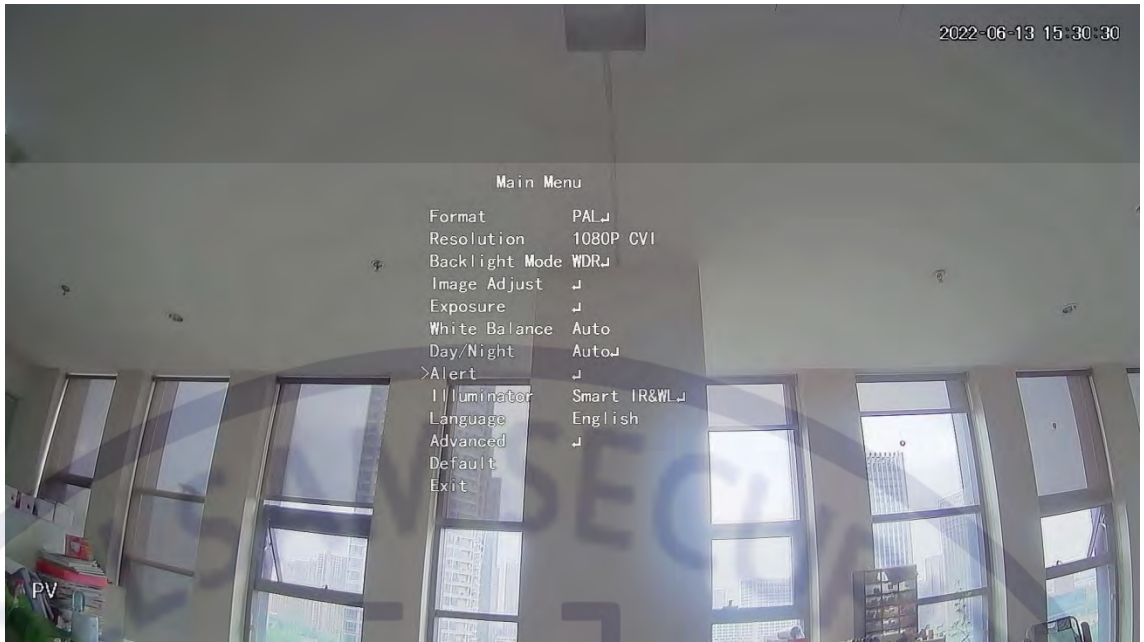 2022-06-13 15:30:30
Main Menu
Format PAL↵
Resolution 1080P CVI
Backlight Mode WDR↵
Image Adjust ↵
Exposure ↵
White Balance Auto
Day/Night Auto↵
>Alert ↵
Illuminator Smart IR&WL↵
Language English
Advanced ↵
Default
Exit
PV